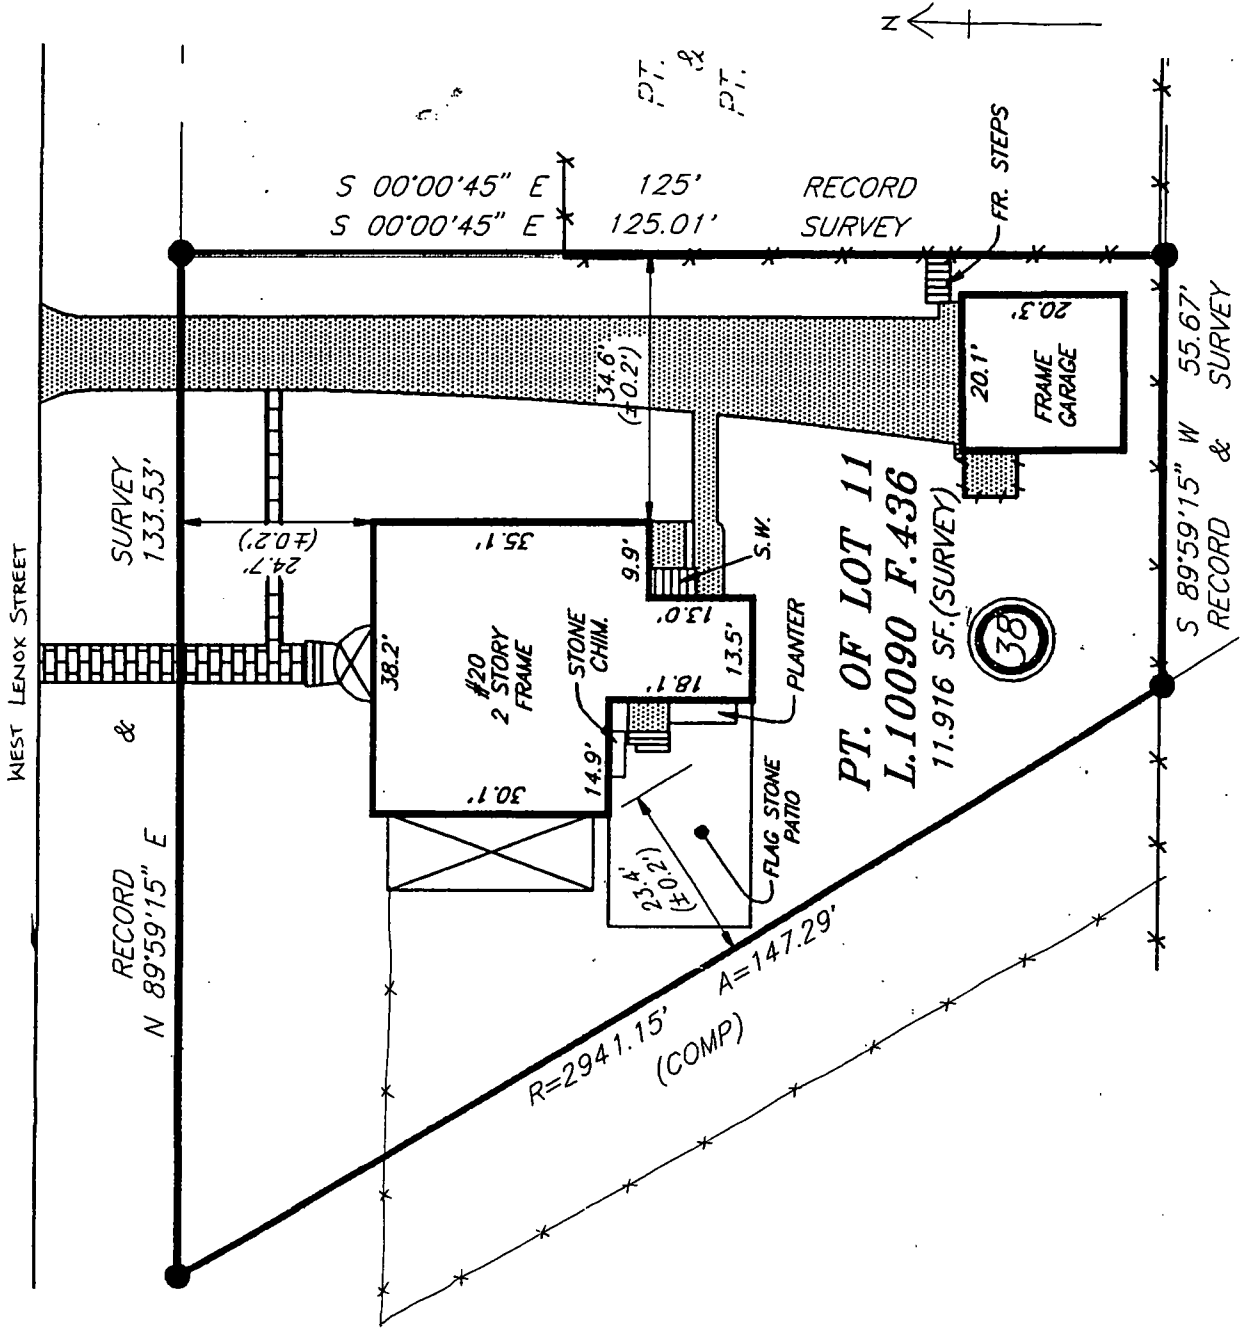 WEST LENOX STREET
RECORD & SURVEY
N 89°59'15" E 133.53'
24.7'
(±0.2')
38.2'
#20
2 STORY
FRAME
35.1'
30.1'
STONE
CHIM.
9.9'
14.9'
13.0'
18.1'
13.5'
S.W.
PLANTER
FLAG STONE
PATIO
23.4'
(±0.2')
34.6'
(±0.2')
S 00°00'45" E 125' RECORD
S 00°00'45" E 125.01' SURVEY
PT. &
PT.
N
FR. STEPS
20.1'
20.3'
FRAME
GARAGE
PT. OF LOT 11
L.10090 F.436
11.916 SF.(SURVEY)
38
R=2941.15' A=147.29'
(COMP)
S 89°59'15" W 55.67'
RECORD & SURVEY